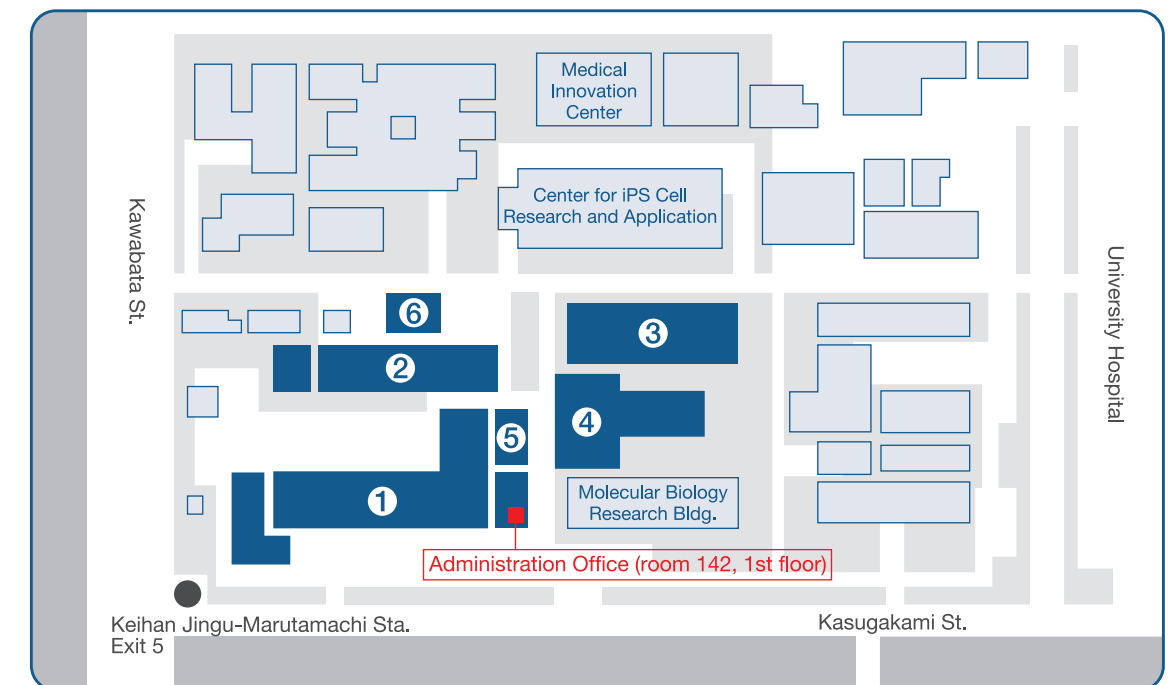 Medical
Innovation
Center
Center for iPS Cell
Research and Application
Kawabata St.
University Hospital
6
3
2
4
5
1
Molecular Biology
Research Bldg.
Administration Office (room 142, 1st floor)
Keihan Jingu-Marutamachi Sta.
Exit 5
Kasugakami St.